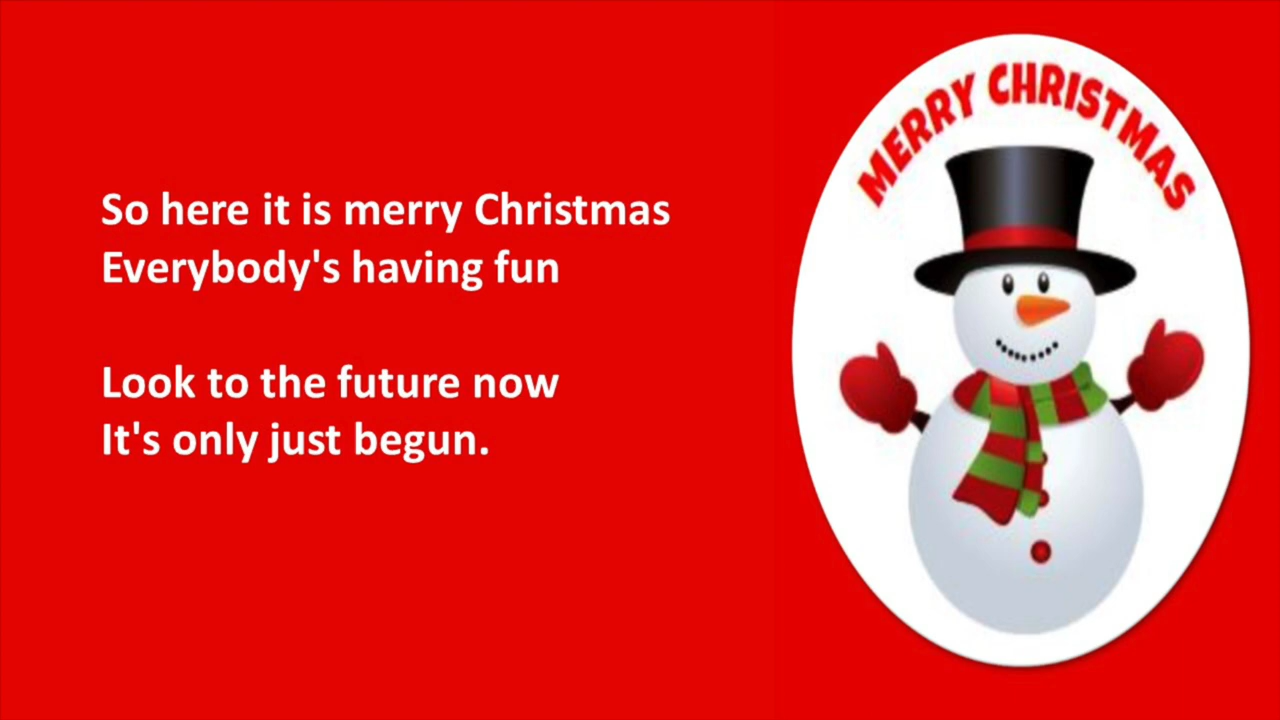 So here it is merry Christmas
Everybody's having fun
Look to the future now
It's only just begun.
MERRY CHRISTMAS